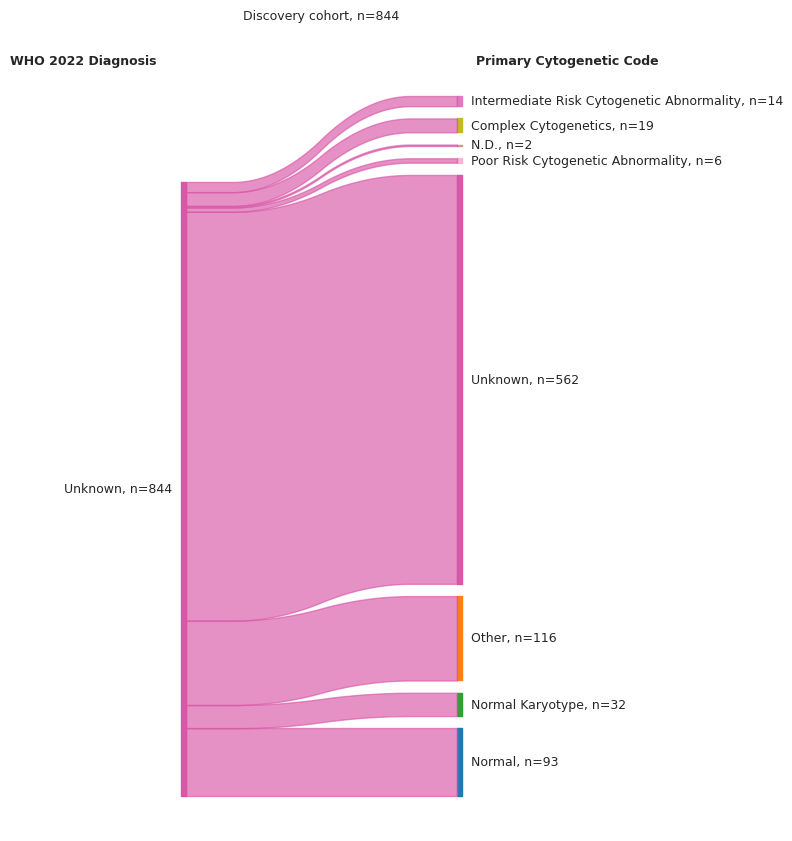 Discovery cohort, n=844
WHO 2022 Diagnosis
Primary Cytogenetic Code
Intermediate Risk Cytogenetic Abnormality, n=14
Complex Cytogenetics, n=19
N.D., n=2
Poor Risk Cytogenetic Abnormality, n=6
Unknown, n=562
Unknown, n=844
Other, n=116
Normal Karyotype, n=32
Normal, n=93